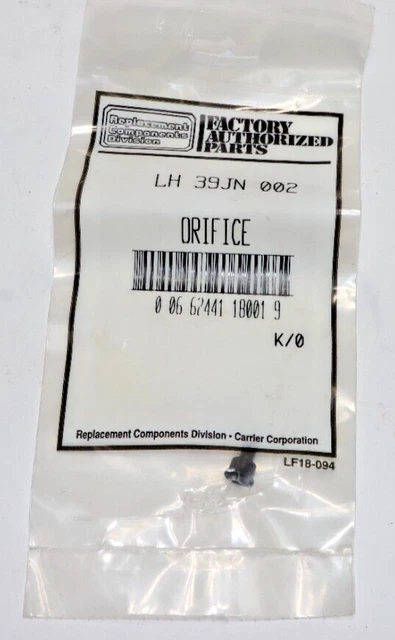 Replacement
Components
Division
FACTORY
AUTHORIZED
PARTS
LH 39JN 002
ORIFICE
0 06 62441 18001 9
K/0
Replacement Components Division • Carrier Corporation
LF18-094